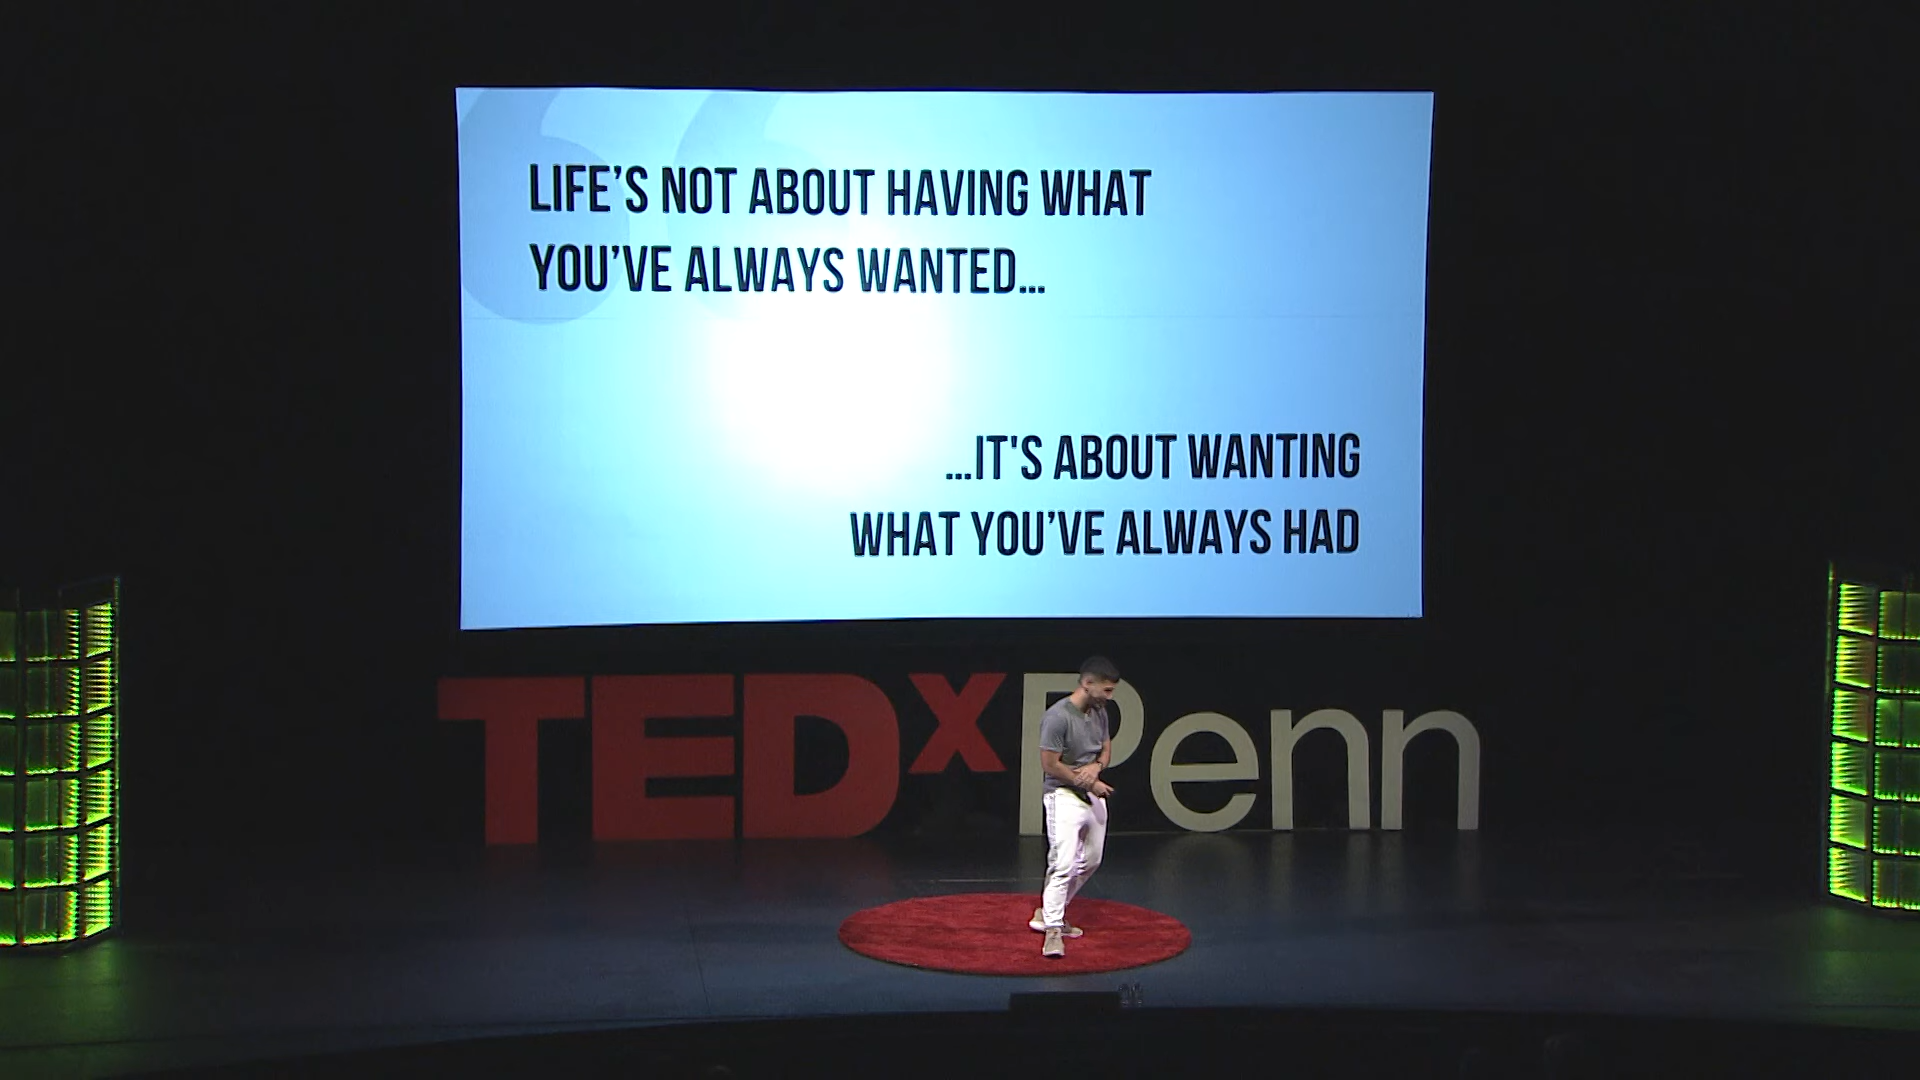 LIFE’S NOT ABOUT HAVING WHAT
YOU’VE ALWAYS WANTED...
...IT'S ABOUT WANTING
WHAT YOU’VE ALWAYS HAD
TEDxPenn